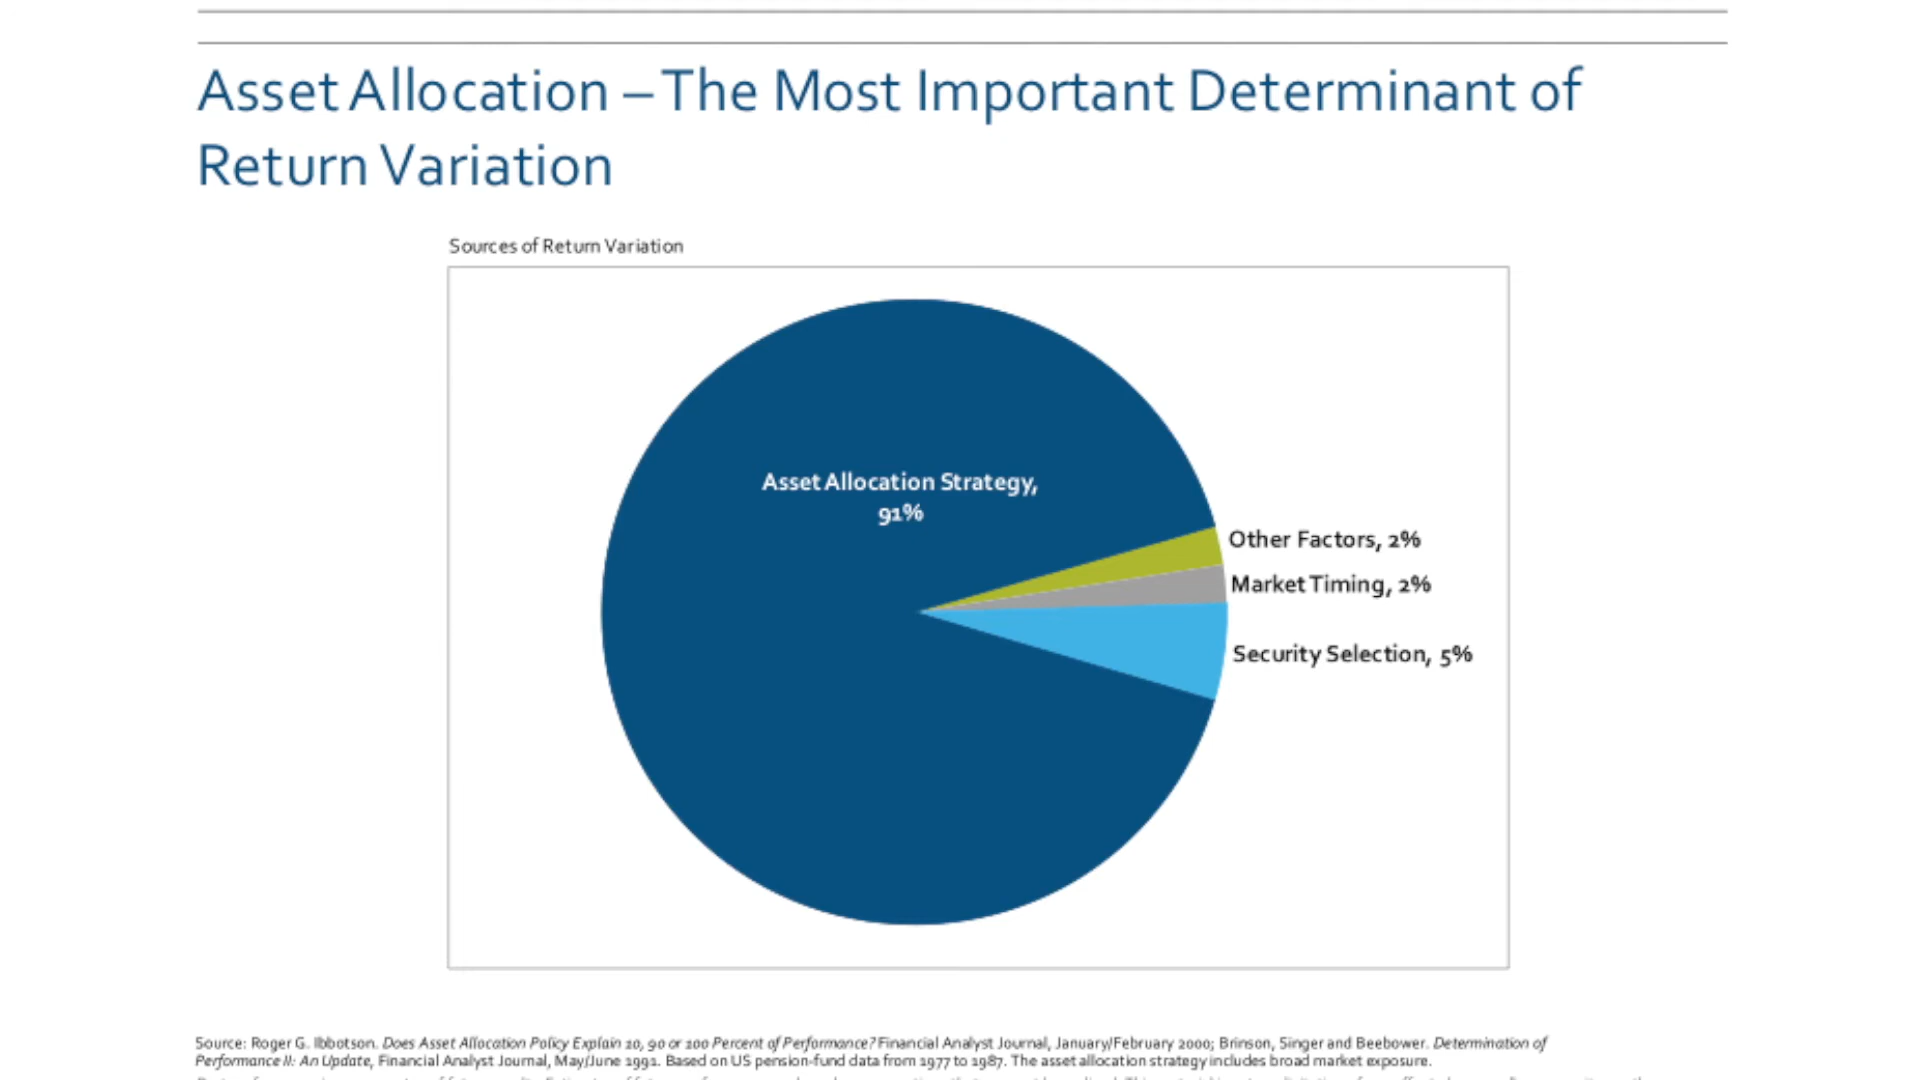 Asset Allocation – The Most Important Determinant of
Return Variation
Sources of Return Variation
Asset Allocation Strategy,
91%
Other Factors, 2%
Market Timing, 2%
Security Selection, 5%
Source: Roger G. Ibbotson. Does Asset Allocation Policy Explain 10, 90 or 100 Percent of Performance? Financial Analyst Journal, January/February 2000; Brinson, Singer and Beebower. Determination of
Performance II: An Update, Financial Analyst Journal, May/June 1991. Based on US pension-fund data from 1977 to 1987. The asset allocation strategy includes broad market exposure.